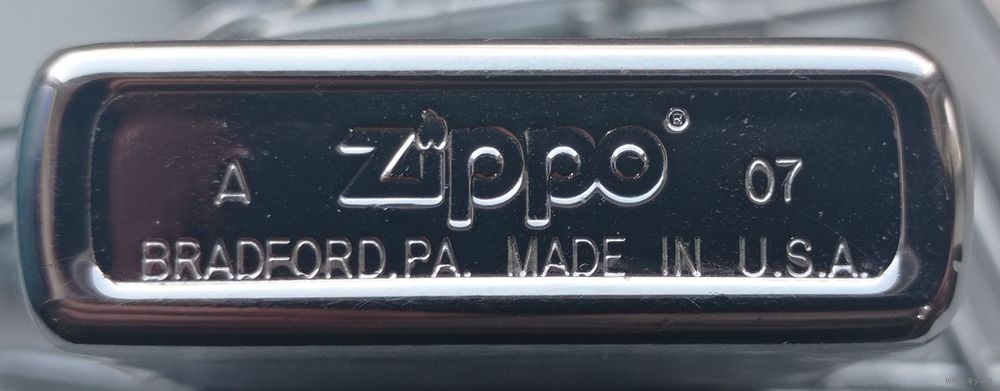 Zippo®
A 07
BRADFORD,PA. MADE IN U.S.A.